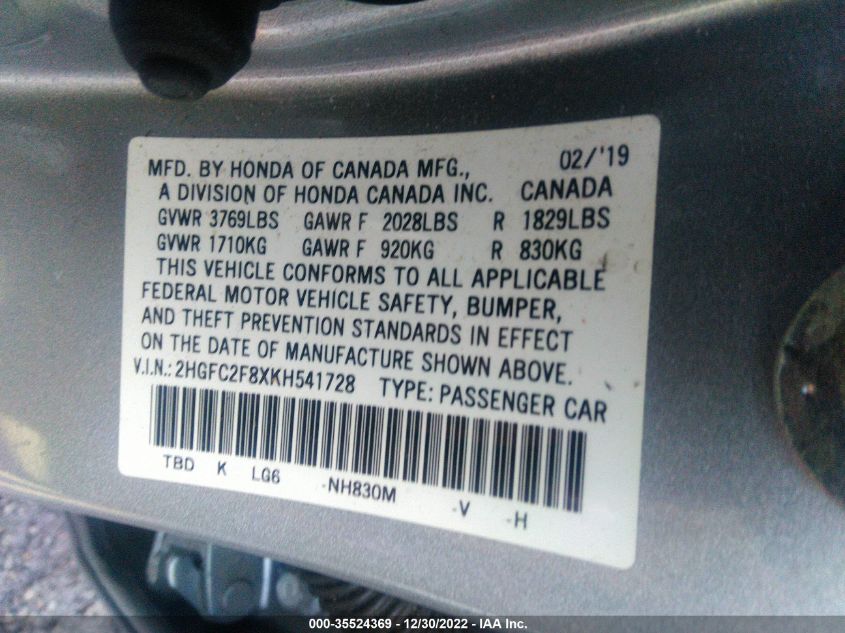 MFD. BY HONDA OF CANADA MFG., 02/'19
A DIVISION OF HONDA CANADA INC. CANADA
GVWR 3769LBS GAWR F 2028LBS R 1829LBS
GVWR 1710KG GAWR F 920KG R 830KG
THIS VEHICLE CONFORMS TO ALL APPLICABLE
FEDERAL MOTOR VEHICLE SAFETY, BUMPER,
AND THEFT PREVENTION STANDARDS IN EFFECT
ON THE DATE OF MANUFACTURE SHOWN ABOVE.
V.I.N.: 2HGFC2F8XKH541728 TYPE: PASSENGER CAR
TBD K LG6 -NH830M -V -H
000-35524369 - 12/30/2022 - IAA Inc.